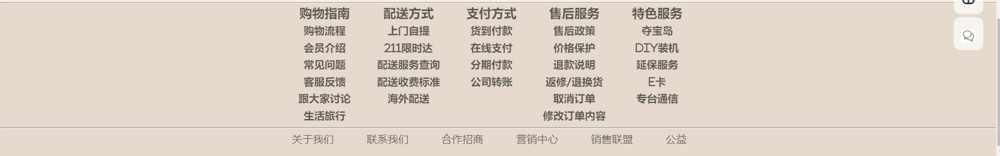 购物指南 配送方式 支付方式 售后服务 特色服务
购物流程 上门自提 货到付款 售后政策 夺宝岛
会员介绍 211限时达 在线支付 价格保护 DIY装机
常见问题 配送服务查询 分期付款 退款说明 延保服务
客服反馈 配送收费标准 公司转账 返修/退换货 E卡
跟大家讨论 海外配送 取消订单 专台通信
生活旅行 修改订单内容
关于我们 联系我们 合作招商 营销中心 销售联盟 公益